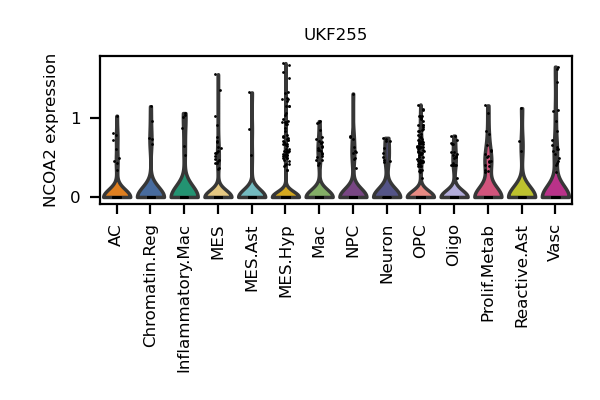 UKF255
NCOA2 expression
1
0
AC
Chromatin.Reg
Inflammatory.Mac
MES
MES.Ast
MES.Hyp
Mac
NPC
Neuron
OPC
Oligo
Prolif.Metab
Reactive.Ast
Vasc